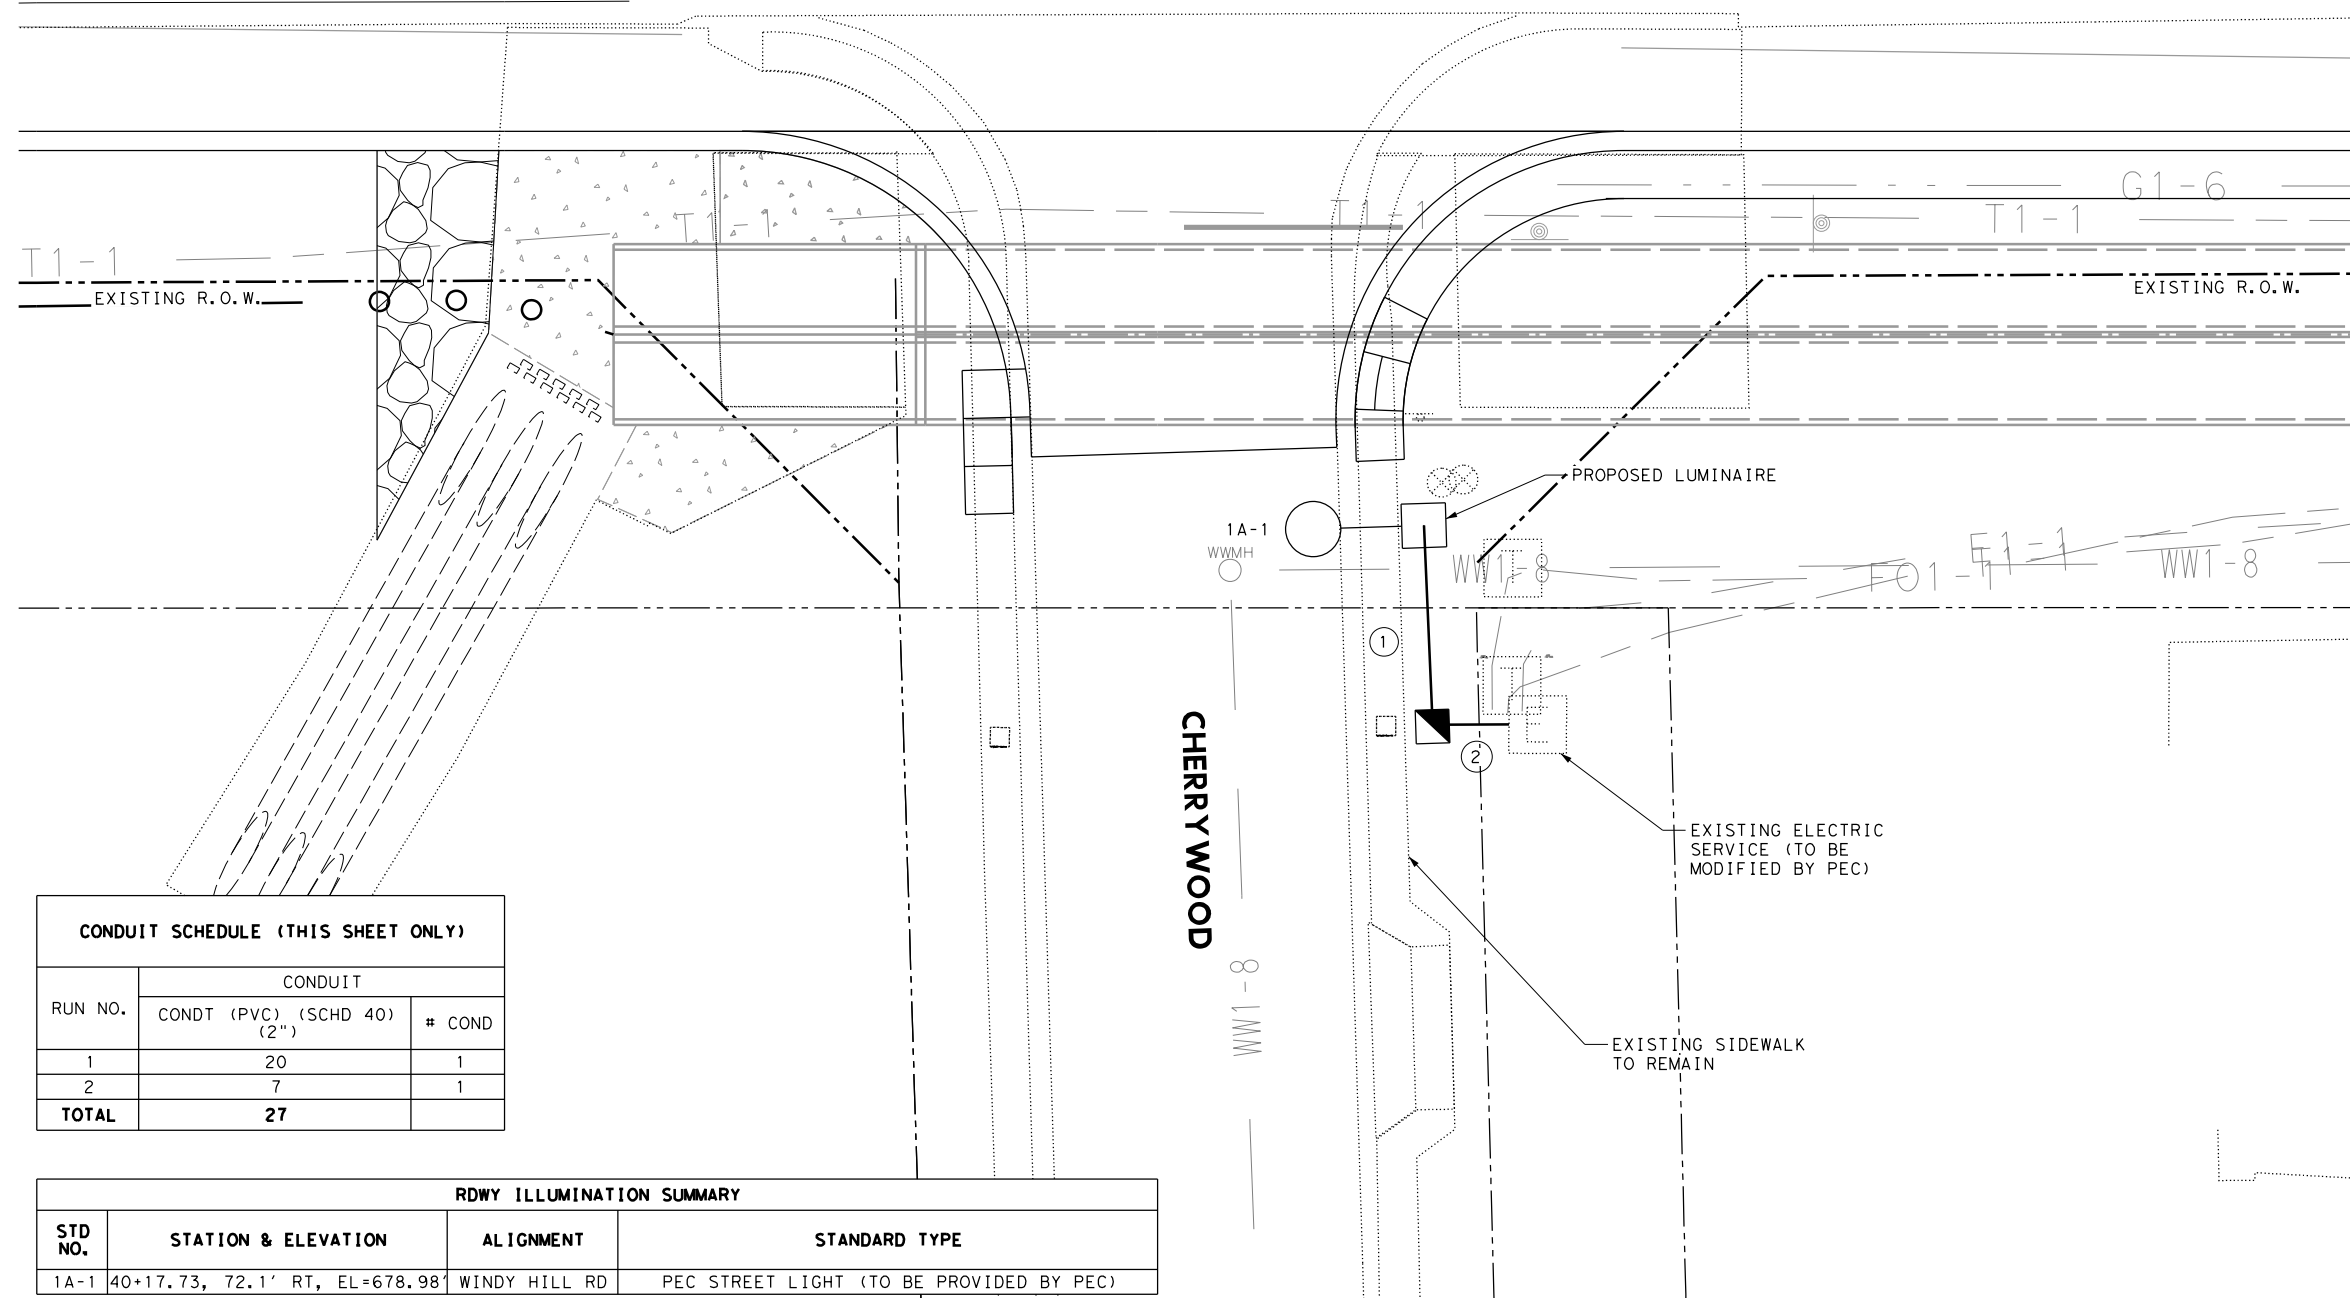 G1-6
T1-1
T1-1
T1-1
T1-1
EXISTING R.O.W.
EXISTING R.O.W.
PROPOSED LUMINAIRE
1A-1
WWMH
WW1-8
T
E1-1
FO1-1
WW1-8
1
T
E
2
CHERRYWOOD
EXISTING ELECTRIC
SERVICE (TO BE
MODIFIED BY PEC)
WW1-8
EXISTING SIDEWALK
TO REMAIN
CONDUIT SCHEDULE (THIS SHEET ONLY)
RUN NO.
CONDUIT
CONDT (PVC) (SCHD 40)
(2")
# COND
1 20 1
2 7 1
TOTAL 27
RDWY ILLUMINATION SUMMARY
STD
NO.
STATION & ELEVATION
ALIGNMENT
STANDARD TYPE
1A-1 40+17.73, 72.1' RT, EL=678.98' WINDY HILL RD PEC STREET LIGHT (TO BE PROVIDED BY PEC)